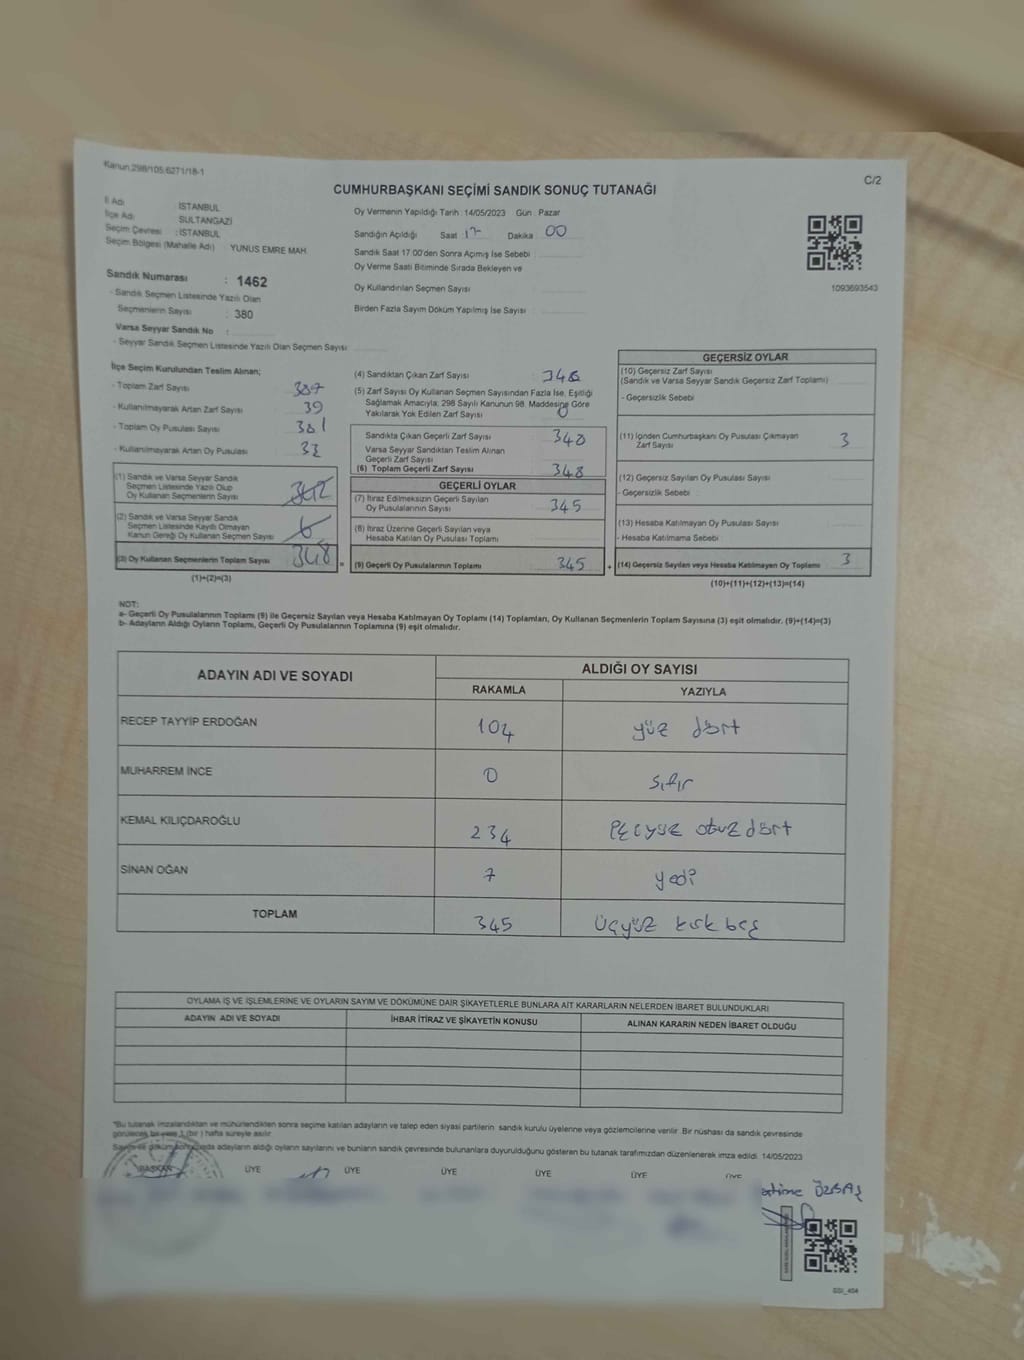 Kanun:298/105;6271/18-1
C/2
CUMHURBAŞKANI SEÇİMİ SANDIK SONUÇ TUTANAĞI
İl Adı : İSTANBUL
İlçe Adı : SULTANGAZİ
Seçim Çevresi : İSTANBUL
Seçim Bölgesi (Mahalle Adı) YUNUS EMRE MAH.
Oy Vermenin Yapıldığı Tarih :14/05/2023 Gün : Pazar
Sandığın Açıldığı Saat 17 Dakika 00
Sandık Saat 17:00'den Sonra Açımış İse Sebebi :
Oy Verme Saati Bitiminde Sırada Bekleyen ve
Oy Kullandırılan Seçmen Sayısı
Birden Fazla Sayım Döküm Yapılmış İse Sayısı :
1093693543
Sandık Numarası : 1462
- Sandık Seçmen Listesinde Yazılı Olan
Seçmenlerin Sayısı : 380
Varsa Seyyar Sandık No :
- Seyyar Sandık Seçmen Listesinde Yazılı Olan Seçmen Sayısı
İlçe Seçim Kurulundan Teslim Alınan;
- Toplam Zarf Sayısı 387
- Kullanılmayarak Artan Zarf Sayısı 39
- Toplam Oy Pusulası Sayısı 381
- Kullanılmayarak Artan Oy Pusulası
(1) Sandık ve Varsa Seyyar Sandık
Seçmen Listesinde Yazılı Olup
Oy Kullanan Seçmenlerin Sayısı 342
(2) Sandık ve Varsa Seyyar Sandık
Seçmen Listesinde Kayıtlı Olmayan
Kanun Gereği Oy Kullanan Seçmen Sayısı 6
(3) Oy Kullanan Seçmenlerin Toplam Sayısı 348
(1)+(2)=(3)
(4) Sandıktan Çıkan Zarf Sayısı 348
(5) Zarf Sayısı Oy Kullanan Seçmen Sayısından Fazla İse, Eşitliği
Sağlamak Amacıyla; 298 Sayılı Kanunun 98. Maddesine Göre
Yakılarak Yok Edilen Zarf Sayısı 0
Sandıkta Çıkan Geçerli Zarf Sayısı 348
Varsa Seyyar Sandıktan Teslim Alınan
Geçerli Zarf Sayısı
(6) Toplam Geçerli Zarf Sayısı 348
GEÇERLİ OYLAR
(7) İtiraz Edilmeksizin Geçerli Sayılan
Oy Pusulalarının Sayısı 345
(8) İtiraz Üzerine Geçerli Sayılan veya
Hesaba Katılan Oy Pusulası Toplamı
= (9) Geçerli Oy Pusulalarının Toplamı 345
GEÇERSİZ OYLAR
(10) Geçersiz Zarf Sayısı
(Sandık ve Varsa Seyyar Sandık Geçersiz Zarf Toplamı)
- Geçersizlik Sebebi
(11) İçinden Cumhurbaşkanı Oy Pusulası Çıkmayan
Zarf Sayısı 3
(12) Geçersiz Sayılan Oy Pusulası Sayısı
- Geçersizlik Sebebi
(13) Hesaba Katılmayan Oy Pusulası Sayısı
- Hesaba Katılmama Sebebi
+ (14) Geçersiz Sayılan veya Hesaba Katılmayan Oy Toplamı 3
(10)+(11)+(12)+(13)=(14)
NOT:
a- Geçerli Oy Pusulalarının Toplamı (9) ile Geçersiz Sayılan veya Hesaba Katılmayan Oy Toplamı (14) Toplamları, Oy Kullanan Seçmenlerin Toplam Sayısına (3) eşit olmalıdır. (9)+(14)=(3)
b- Adayların Aldığı Oyların Toplamı, Geçerli Oy Pusulalarının Toplamına (9) eşit olmalıdır.
ADAYIN ADI VE SOYADI ALDIĞI OY SAYISI
RAKAMLA YAZIYLA
RECEP TAYYİP ERDOĞAN 104 yüz dört
MUHARREM İNCE 0 sıfır
KEMAL KILIÇDAROĞLU 234 otuz dört
SİNAN OĞAN 7 yedi
TOPLAM 345 üçyüz kırk beş
OYLAMA İŞ VE İŞLEMLERİNE VE OYLARIN SAYIM VE DÖKÜMÜNE DAİR ŞİKAYETLERLE BUNLARA AİT KARARLARIN NELERDEN İBARET BULUNDUKLARI
ADAYIN ADI VE SOYADI İHBAR İTİRAZ VE ŞİKAYETİN KONUSU ALINAN KARARIN NEDEN İBARET OLDUĞU
*Bu tutanak imzalandıktan ve mühürlendikten sonra seçime katılan adayların ve talep eden siyasi partilerin sandık kurulu üyelerine veya gözlemcilerine verilir. Bir nüshası da sandık çevresinde
görülecek bir yere 1 (bir ) hafta süreyle asılır.
Sayım ve döküm sonucunda adayların aldığı oyların sayılarını ve bunların sandık çevresinde bulunanlara duyurulduğunu gösteren bu tutanak tarafımızdan düzenlenerek imza edildi. 14/05/2023
BAŞKAN ÜYE ÜYE ÜYE ÜYE ÜYE ÜYE
ÖZBAŞ